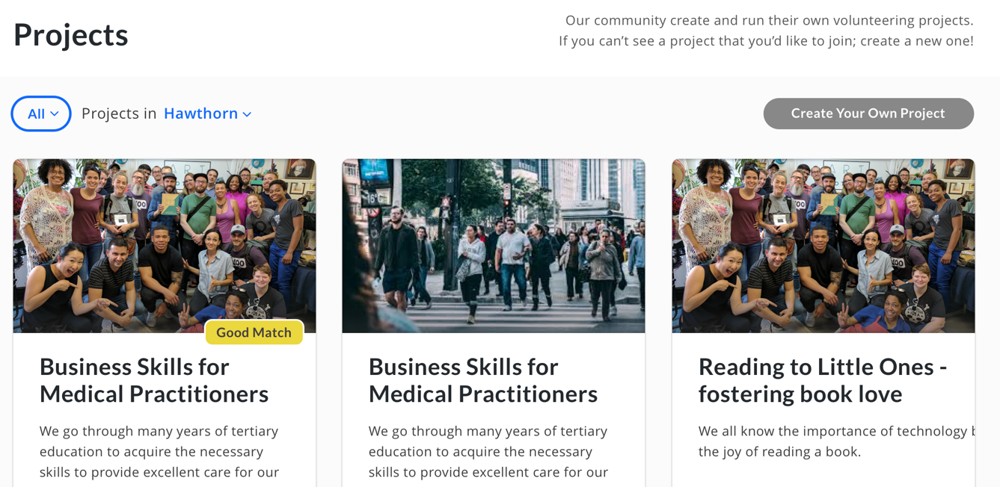 Projects
Our community create and run their own volunteering projects.
If you can’t see a project that you’d like to join; create a new one!
All Projects in Hawthorn
Create Your Own Project
16°C
Good Match
Business Skills for
Medical Practitioners
We go through many years of tertiary
education to acquire the necessary
skills to provide excellent care for our
Business Skills for
Medical Practitioners
We go through many years of tertiary
education to acquire the necessary
skills to provide excellent care for our
Reading to Little Ones -
fostering book love
We all know the importance of technology
the joy of reading a book.